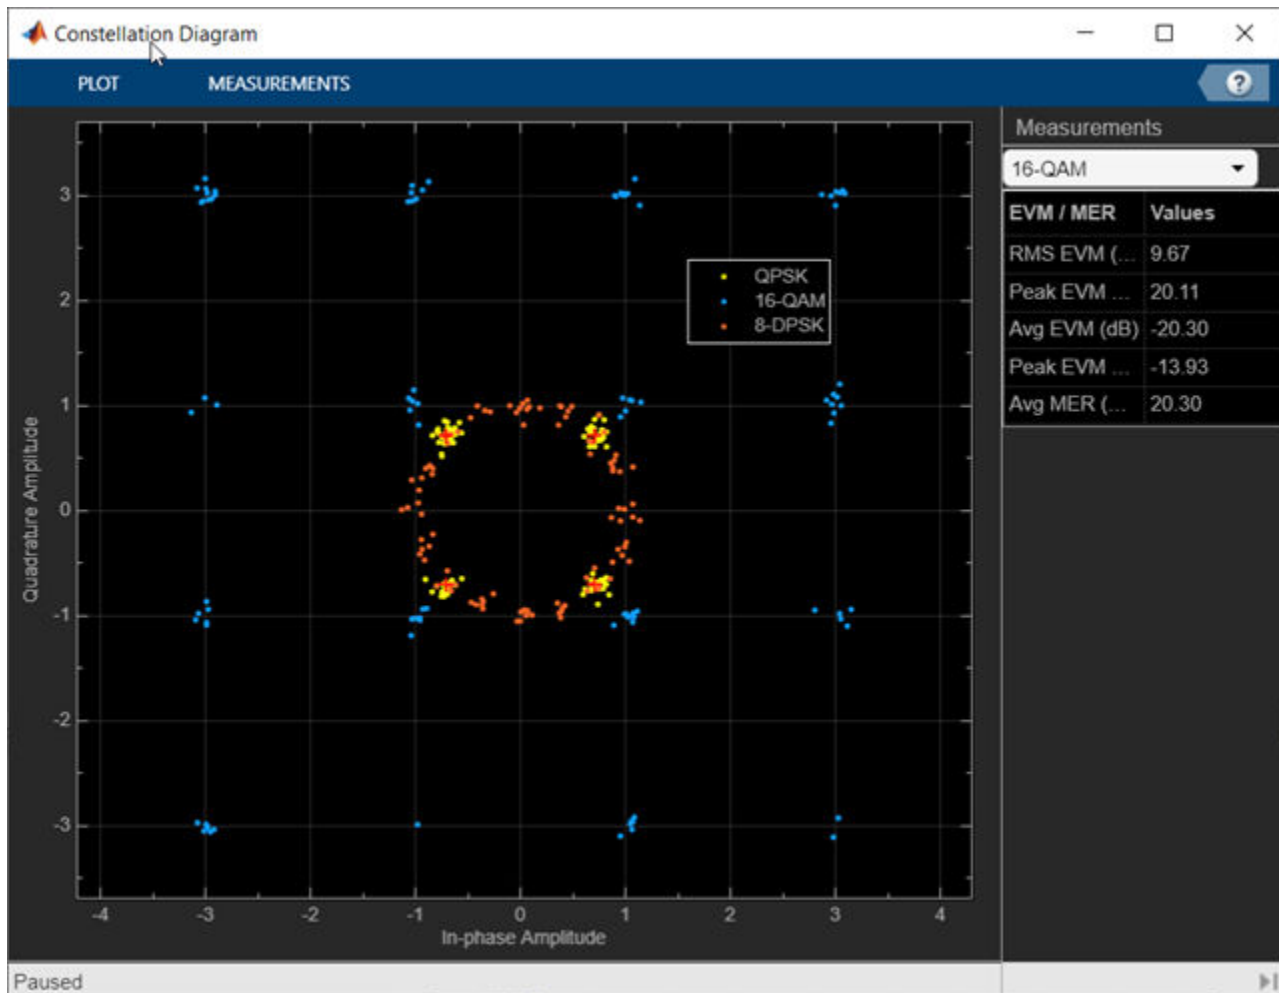 Constellation Diagram
PLOT MEASUREMENTS ?
Measurements
16-QAM
EVM / MER Values
RMS EVM (... 9.67
Peak EVM ... 20.11
Avg EVM (dB) -20.30
Peak EVM ... -13.93
Avg MER (... 20.30
QPSK
16-QAM
8-DPSK
3
2
1
0
-1
-2
-3
Quadrature Amplitude
-4 -3 -2 -1 0 1 2 3 4
In-phase Amplitude
Paused